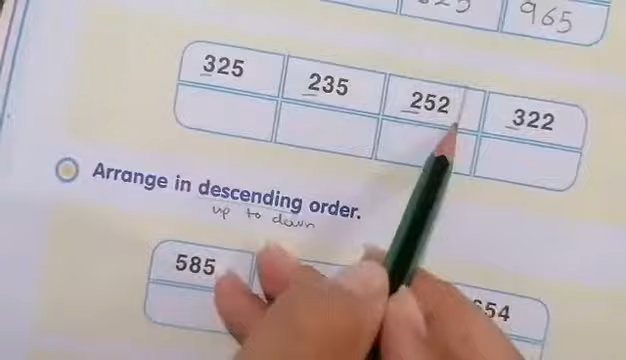 965
325 235 252 322
Arrange in descending order.
up to down
585